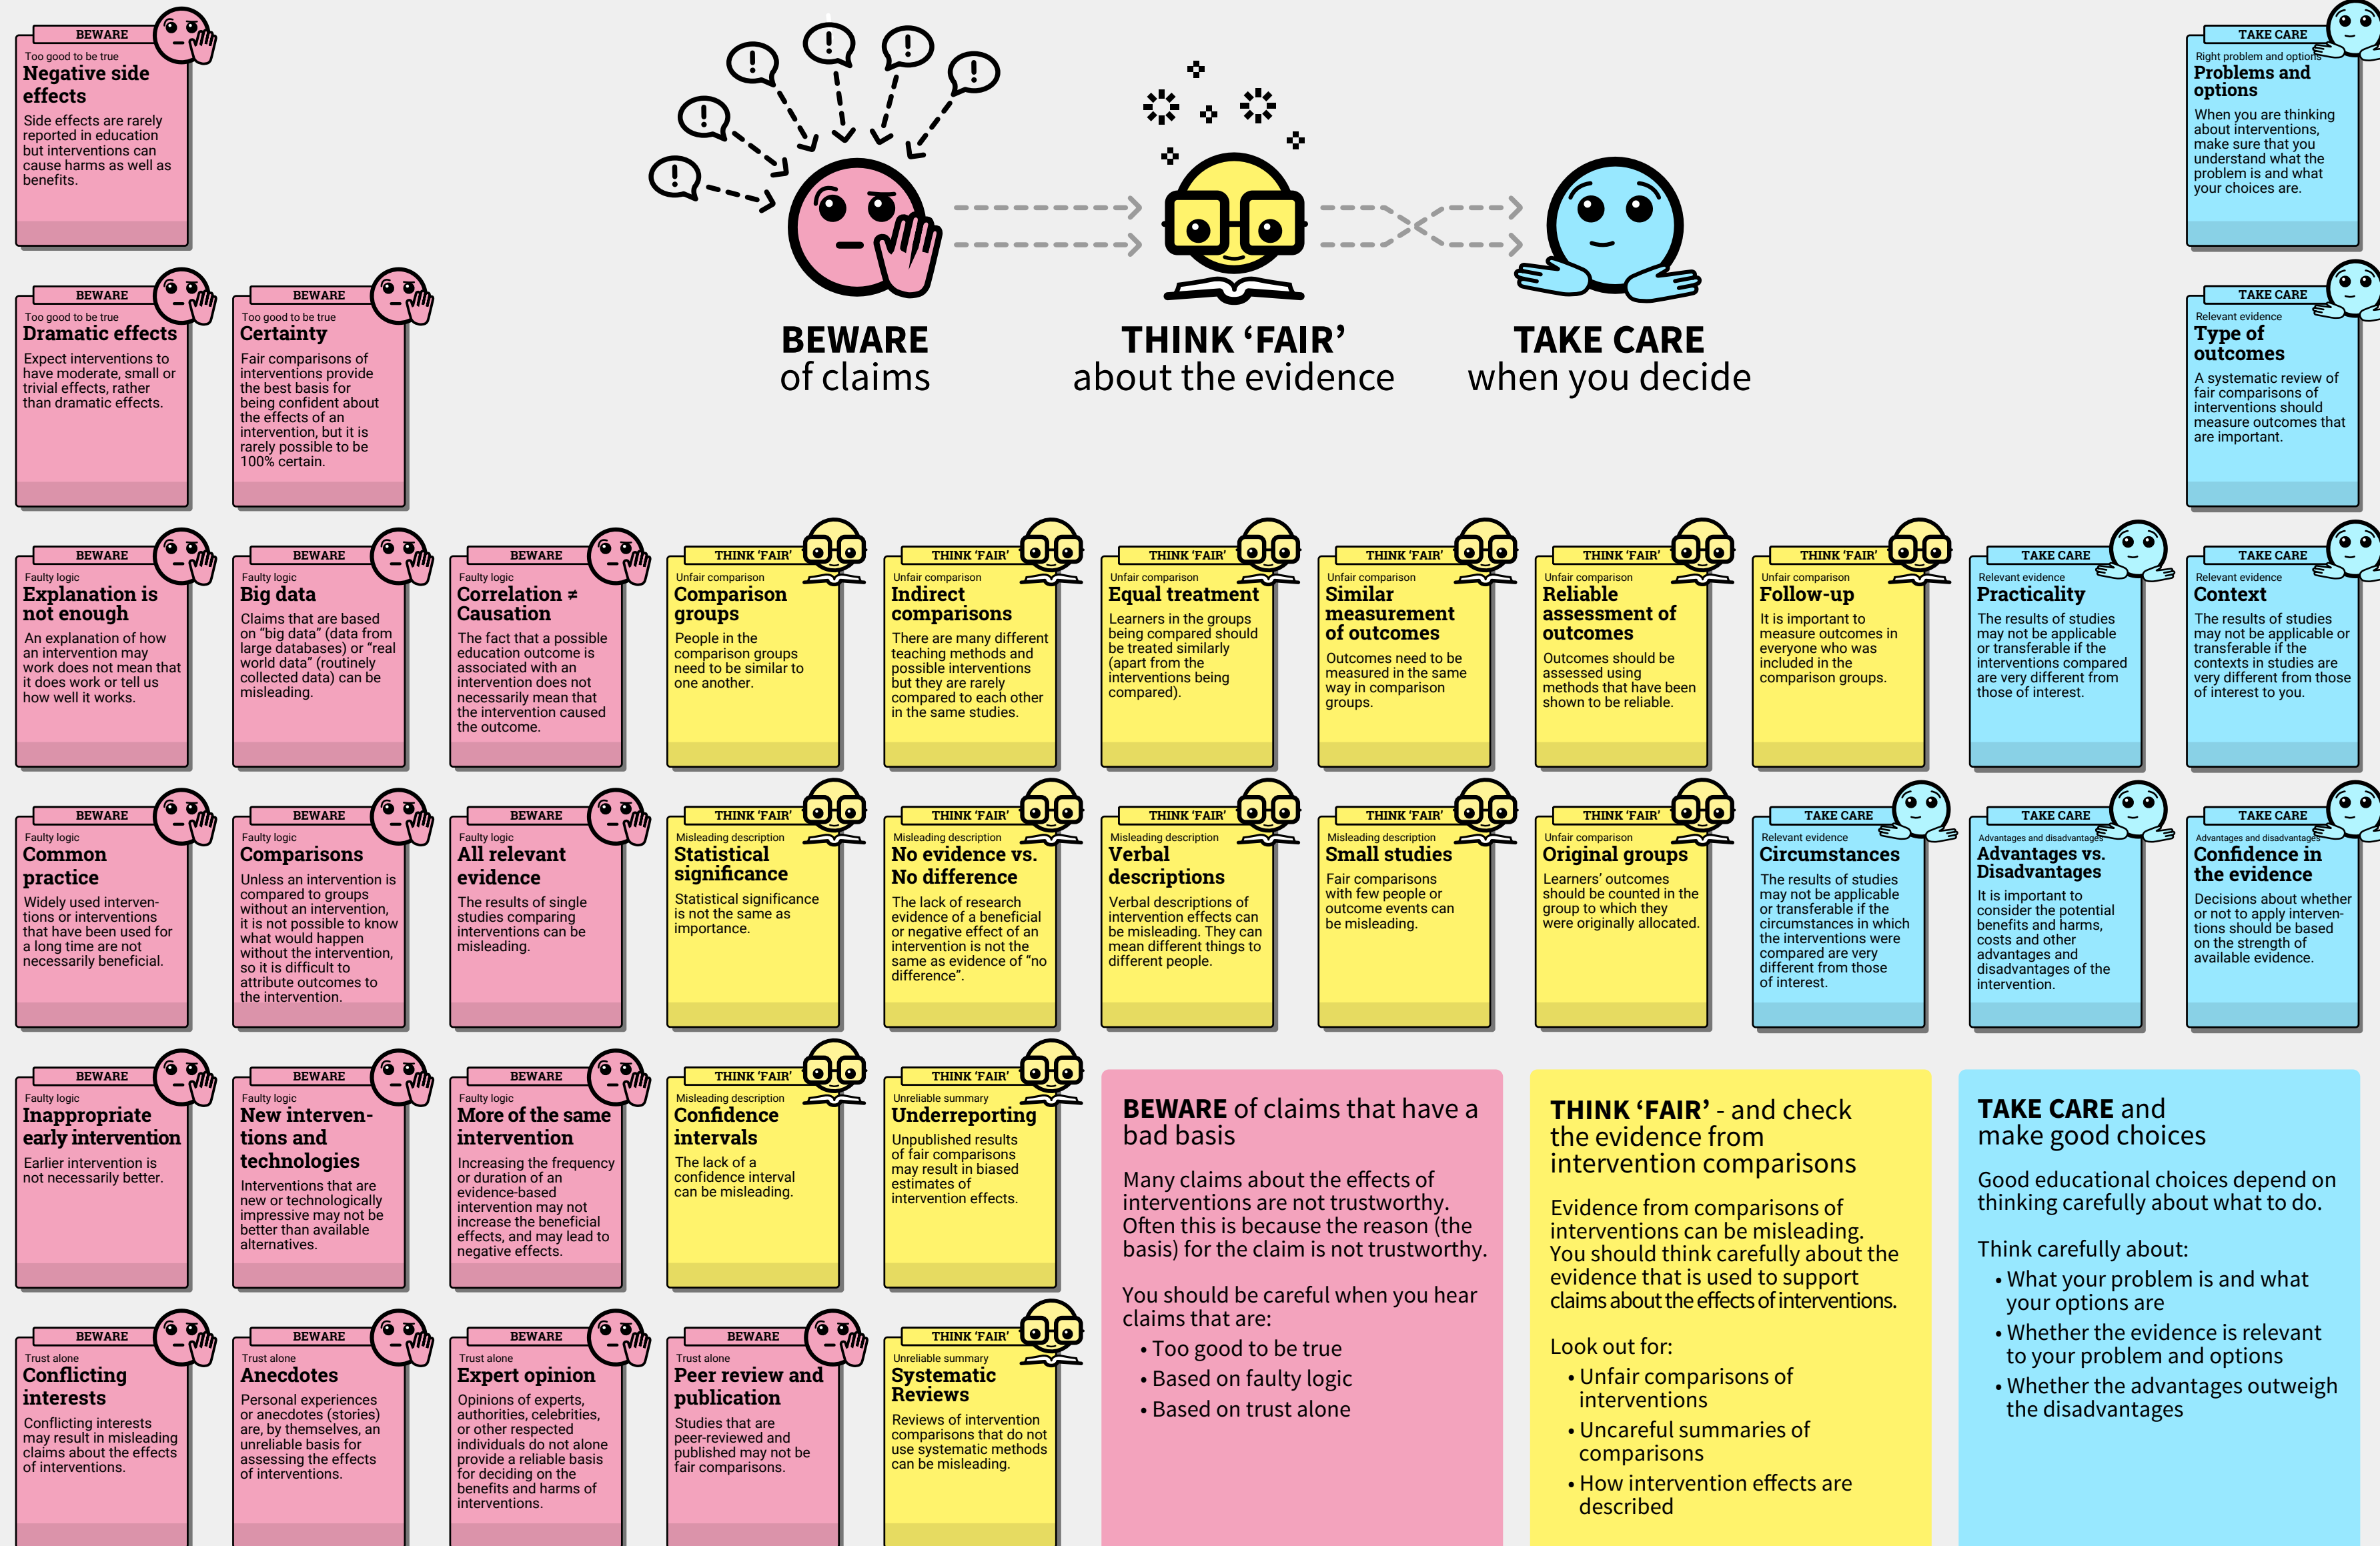 BEWARE
Too good to be true
Negative side
effects
Side effects are rarely
reported in education
but interventions can
cause harms as well as
benefits.
!
!
!
!
!
!
BEWARE
of claims
THINK ‘FAIR’
about the evidence
TAKE CARE
when you decide
TAKE CARE
Right problem and options
Problems and
options
When you are thinking
about interventions,
make sure that you
understand what the
problem is and what
your choices are.
BEWARE
Too good to be true
Dramatic effects
Expect interventions to
have moderate, small or
trivial effects, rather
than dramatic effects.
BEWARE
Too good to be true
Certainty
Fair comparisons of
interventions provide
the best basis for
being confident about
the effects of an
intervention, but it is
rarely possible to be
100% certain.
TAKE CARE
Relevant evidence
Type of
outcomes
A systematic review of
fair comparisons of
interventions should
measure outcomes that
are important.
BEWARE
Faulty logic
Explanation is
not enough
An explanation of how
an intervention may
work does not mean that
it does work or tell us
how well it works.
BEWARE
Faulty logic
Big data
Claims that are based
on “big data” (data from
large databases) or “real
world data” (routinely
collected data) can be
misleading.
BEWARE
Faulty logic
Correlation ≠
Causation
The fact that a possible
education outcome is
associated with an
intervention does not
necessarily mean that
the intervention caused
the outcome.
THINK ‘FAIR’
Unfair comparison
Comparison
groups
People in the
comparison groups
need to be similar to
one another.
THINK ‘FAIR’
Unfair comparison
Indirect
comparisons
There are many different
teaching methods and
possible interventions
but they are rarely
compared to each other
in the same studies.
THINK ‘FAIR’
Unfair comparison
Equal treatment
Learners in the groups
being compared should
be treated similarly
(apart from the
interventions being
compared).
THINK ‘FAIR’
Unfair comparison
Similar
measurement
of outcomes
Outcomes need to be
measured in the same
way in comparison
groups.
THINK ‘FAIR’
Unfair comparison
Reliable
assessment of
outcomes
Outcomes should be
assessed using
methods that have been
shown to be reliable.
THINK ‘FAIR’
Unfair comparison
Follow-up
It is important to
measure outcomes in
everyone who was
included in the
comparison groups.
TAKE CARE
Relevant evidence
Practicality
The results of studies
may not be applicable
or transferable if the
interventions compared
are very different from
those of interest.
TAKE CARE
Relevant evidence
Context
The results of studies
may not be applicable or
transferable if the
contexts in studies are
very different from those
of interest to you.
BEWARE
Faulty logic
Common
practice
Widely used interven-
tions or interventions
that have been used for
a long time are not
necessarily beneficial.
BEWARE
Faulty logic
Comparisons
Unless an intervention is
compared to groups
without an intervention,
it is not possible to know
what would happen
without the intervention,
so it is difficult to
attribute outcomes to
the intervention.
BEWARE
Faulty logic
All relevant
evidence
The results of single
studies comparing
interventions can be
misleading.
THINK ‘FAIR’
Misleading description
Statistical
significance
Statistical significance
is not the same as
importance.
THINK ‘FAIR’
Misleading description
No evidence vs.
No difference
The lack of research
evidence of a beneficial
or negative effect of an
intervention is not the
same as evidence of “no
difference”.
THINK ‘FAIR’
Misleading description
Verbal
descriptions
Verbal descriptions of
intervention effects can
be misleading. They can
mean different things to
different people.
THINK ‘FAIR’
Misleading description
Small studies
Fair comparisons
with few people or
outcome events can
be misleading.
THINK ‘FAIR’
Unfair comparison
Original groups
Learners’ outcomes
should be counted in the
group to which they
were originally allocated.
TAKE CARE
Relevant evidence
Circumstances
The results of studies
may not be applicable
or transferable if the
circumstances in which
the interventions were
compared are very
different from those
of interest.
TAKE CARE
Advantages and disadvantages
Advantages vs.
Disadvantages
It is important to
consider the potential
benefits and harms,
costs and other
advantages and
disadvantages of the
intervention.
TAKE CARE
Advantages and disadvantages
Confidence in
the evidence
Decisions about whether
or not to apply interven-
tions should be based
on the strength of
available evidence.
BEWARE
Faulty logic
Inappropriate
early intervention
Earlier intervention is
not necessarily better.
BEWARE
Faulty logic
New interven-
tions and
technologies
Interventions that are
new or technologically
impressive may not be
better than available
alternatives.
BEWARE
Faulty logic
More of the same
intervention
Increasing the frequency
or duration of an
evidence-based
intervention may not
increase the beneficial
effects, and may lead to
negative effects.
THINK ‘FAIR’
Misleading description
Confidence
intervals
The lack of a
confidence interval
can be misleading.
THINK ‘FAIR’
Unreliable summary
Underreporting
Unpublished results
of fair comparisons
may result in biased
estimates of
intervention effects.
BEWARE
Trust alone
Conflicting
interests
Conflicting interests
may result in misleading
claims about the effects
of interventions.
BEWARE
Trust alone
Anecdotes
Personal experiences
or anecdotes (stories)
are, by themselves, an
unreliable basis for
assessing the effects
of interventions.
BEWARE
Trust alone
Expert opinion
Opinions of experts,
authorities, celebrities,
or other respected
individuals do not alone
provide a reliable basis
for deciding on the
benefits and harms of
interventions.
BEWARE
Trust alone
Peer review and
publication
Studies that are
peer-reviewed and
published may not be
fair comparisons.
THINK ‘FAIR’
Unreliable summary
Systematic
Reviews
Reviews of intervention
comparisons that do not
use systematic methods
can be misleading.
BEWARE of claims that have a
bad basis
Many claims about the effects of
interventions are not trustworthy.
Often this is because the reason (the
basis) for the claim is not trustworthy.
You should be careful when you hear
claims that are:
• Too good to be true
• Based on faulty logic
• Based on trust alone
THINK ‘FAIR’ - and check
the evidence from
intervention comparisons
Evidence from comparisons of
interventions can be misleading.
You should think carefully about the
evidence that is used to support
claims about the effects of interventions.
Look out for:
• Unfair comparisons of
interventions
• Uncareful summaries of
comparisons
• How intervention effects are
described
TAKE CARE and
make good choices
Good educational choices depend on
thinking carefully about what to do.
Think carefully about:
• What your problem is and what
your options are
• Whether the evidence is relevant
to your problem and options
• Whether the advantages outweigh
the disadvantages